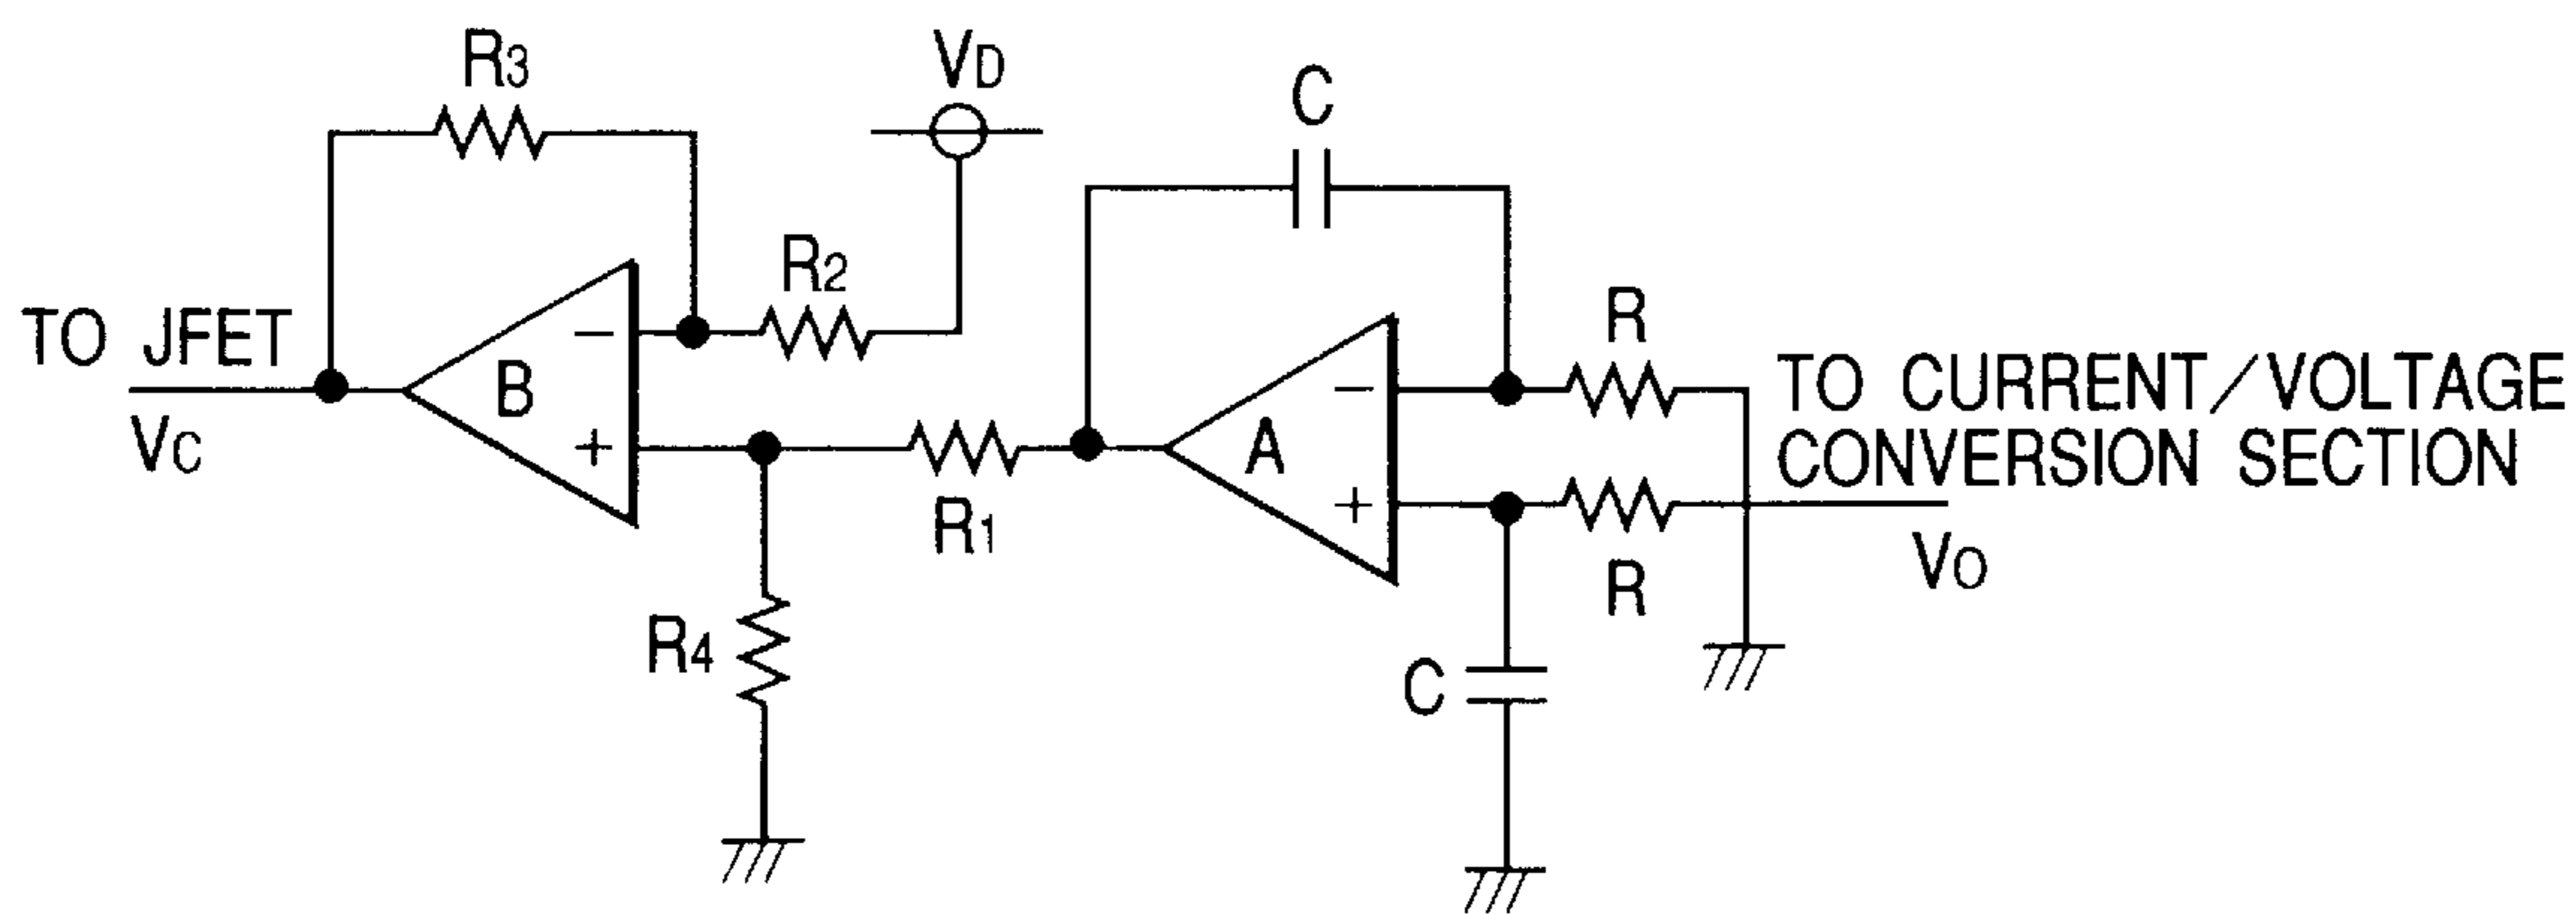 R3
VD
C
R2
R
TO JFET
VC
B
−
+
A
−
+
TO CURRENT/VOLTAGE
CONVERSION SECTION
R1
R
VO
R4
C